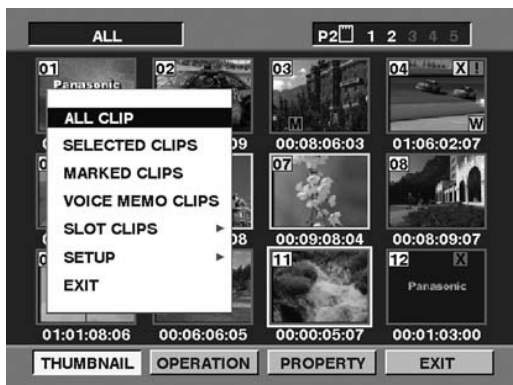 ALL
P2 1 2 3 4 5
01 02 03 04 X !
Panasonic
M W
09 00:08:06:03 01:06:02:07
07 08
08 00:09:08:04 00:08:09:07
11 12 X
Panasonic
01:01:08:06 00:06:06:05 00:00:05:07 00:01:03:00
ALL CLIP
SELECTED CLIPS
MARKED CLIPS
VOICE MEMO CLIPS
SLOT CLIPS
SETUP
EXIT
THUMBNAIL OPERATION PROPERTY EXIT